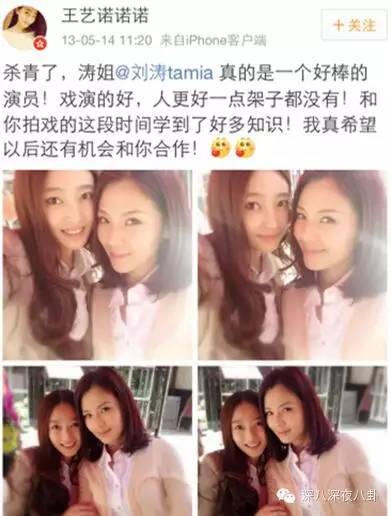 王艺诺诺诺
13-05-14 11:20 来自iPhone客户端
+关注
杀青了，涛姐@刘涛tamia 真的是一个好棒的
演员！戏演的好，人更好一点架子都没有！和
你拍戏的这段时间学到了好多知识！我真希望
以后还有机会和你合作！
深八深夜八卦